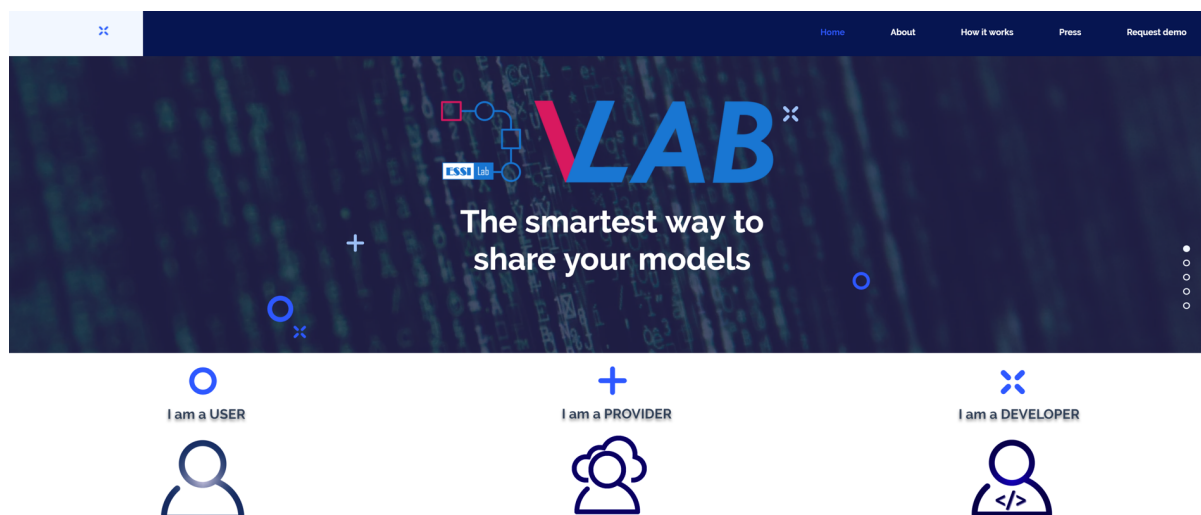 Home About How it works Press Request demo
VLAB
ESSI Lab
The smartest way to
share your models
I am a USER
I am a PROVIDER
I am a DEVELOPER
</>